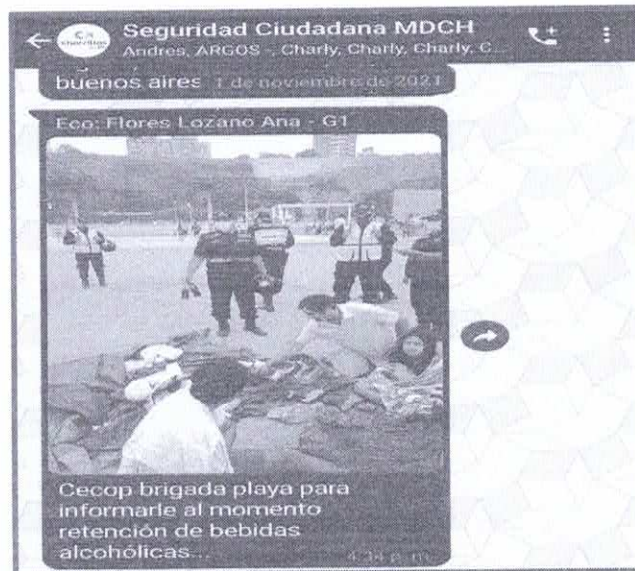 Seguridad Ciudadana MDCH
Andres, ARGOS -, Charly, Charly, Charly, C...
buenos aires 1 de noviembre de 2021
Eco: Flores Lozano Ana - G1
Cecop brigada playa para
informarle al momento
retención de bebidas
alcohólicas...
4:34 p. m.